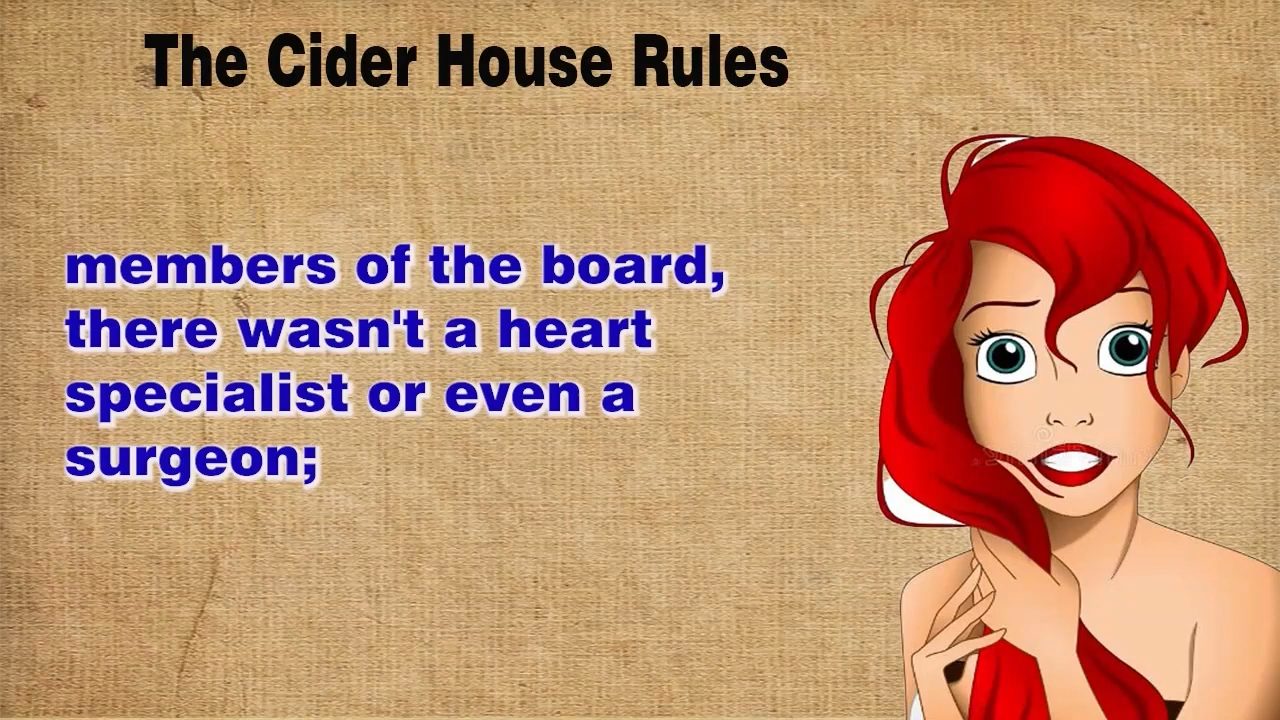 The Cider House Rules
members of the board,
there wasn't a heart
specialist or even a
surgeon;